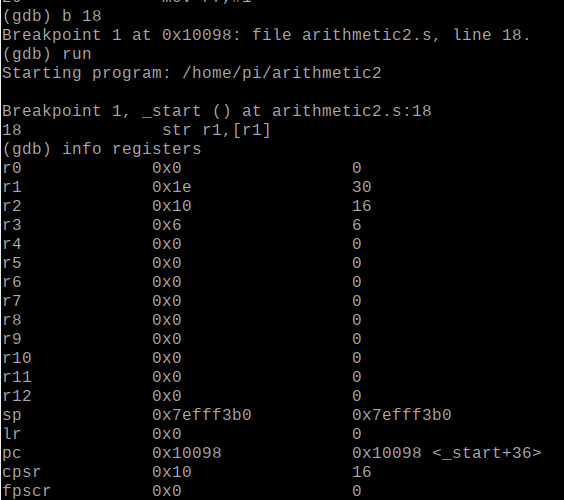 (gdb) b 18
Breakpoint 1 at 0x10098: file arithmetic2.s, line 18.
(gdb) run
Starting program: /home/pi/arithmetic2
Breakpoint 1, _start () at arithmetic2.s:18
18 str r1,[r1]
(gdb) info registers
r0 0x0 0
r1 0x1e 30
r2 0x10 16
r3 0x6 6
r4 0x0 0
r5 0x0 0
r6 0x0 0
r7 0x0 0
r8 0x0 0
r9 0x0 0
r10 0x0 0
r11 0x0 0
r12 0x0 0
sp 0x7efff3b0 0x7efff3b0
lr 0x0 0
pc 0x10098 0x10098 <_start+36>
cpsr 0x10 16
fpscr 0x0 0